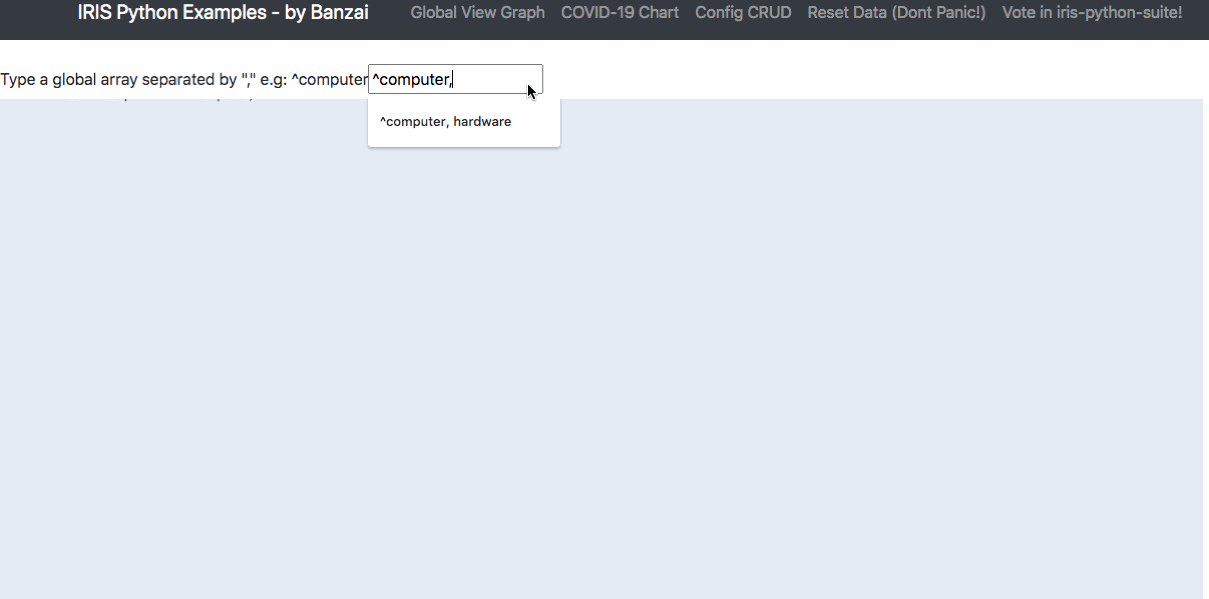 IRIS Python Examples - by Banzai Global View Graph COVID-19 Chart Config CRUD Reset Data (Dont Panic!) Vote in iris-python-suite!
Type a global array separated by "," e.g: ^computer ^computer,
^computer, hardware